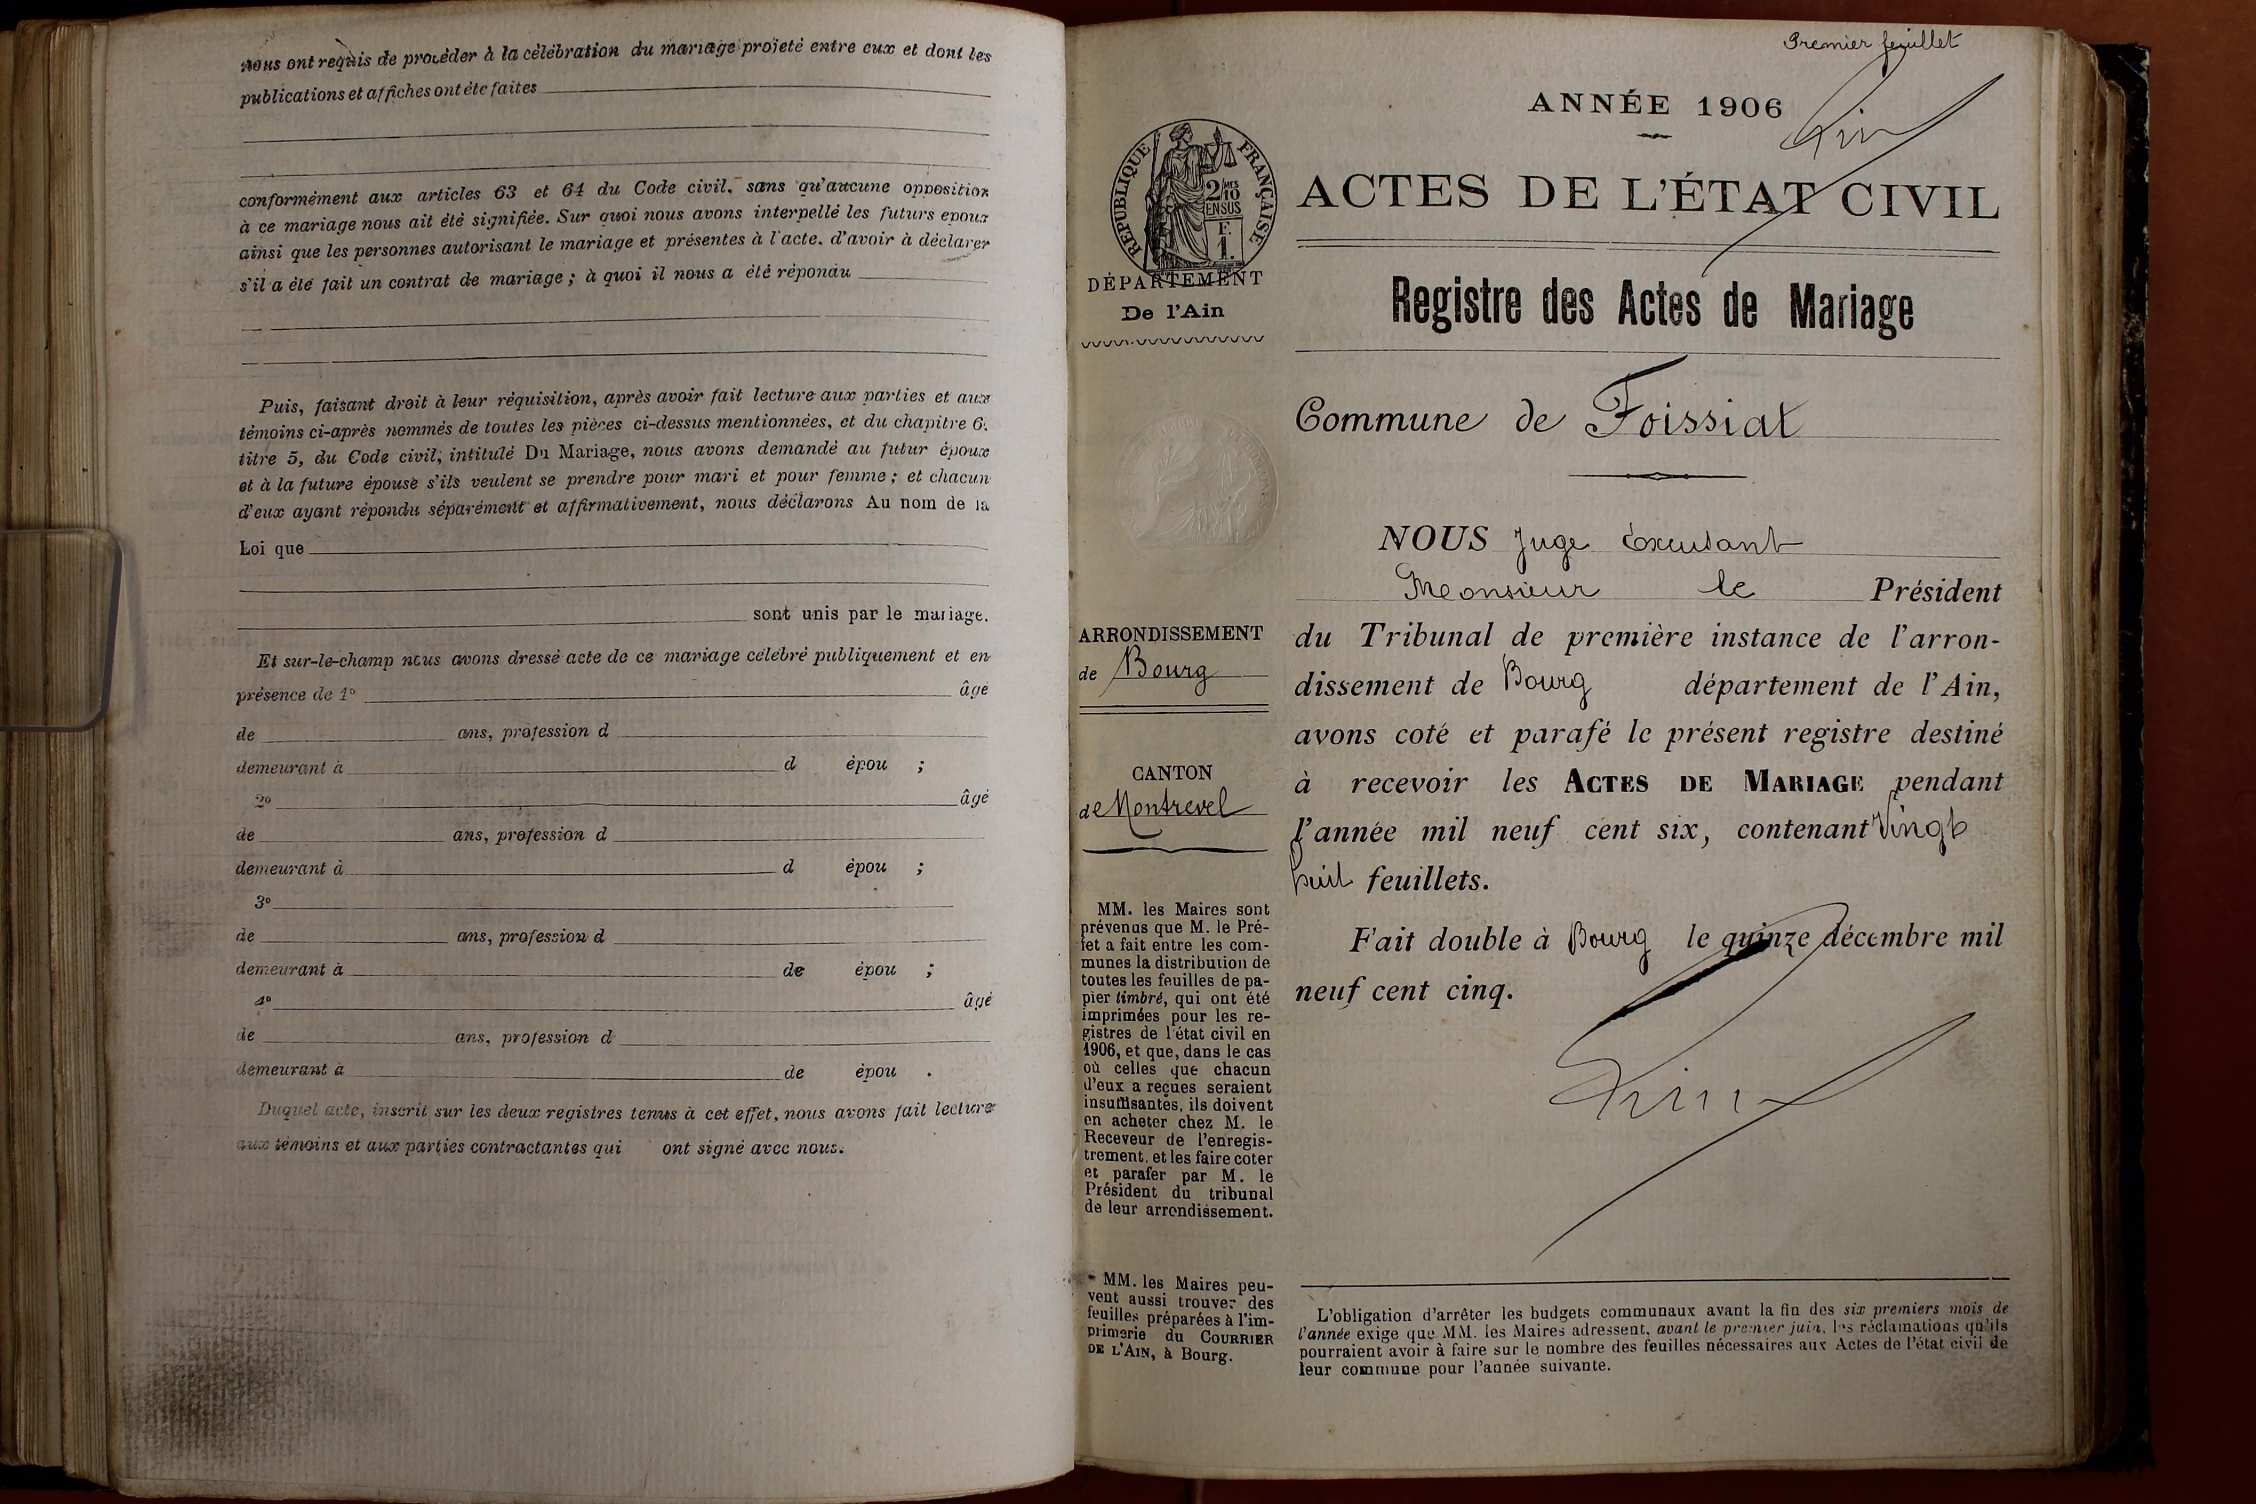 nous ont requis de procéder à la célébration du mariage projeté entre eux et dont les
publications et affiches ont été faites
conformément aux articles 63 et 64 du Code civil, sans qu'aucune opposition
à ce mariage nous ait été signifiée. Sur quoi nous avons interpellé les futurs epoux
ainsi que les personnes autorisant le mariage et présentes à l'acte, d'avoir à déclarer
s'il a été fait un contrat de mariage ; à quoi il nous a été répondu
Puis, faisant droit à leur réquisition, après avoir fait lecture aux parties et aux
témoins ci-après nommés de toutes les pièces ci-dessus mentionnées, et du chapitre 6,
titre 5, du Code civil, intitulé Du Mariage, nous avons demandé au futur époux
et à la future épouse s'ils veulent se prendre pour mari et pour femme ; et chacun
d'eux ayant répondu séparément et affirmativement, nous déclarons Au nom de la
Loi que
sont unis par le mariage.
Et sur-le-champ nous avons dressé acte de ce mariage célébré publiquement et en
présence de 1° âgé
de ans, profession d
demeurant à d épou ;
2° âgé
de ans, profession d
demeurant à d épou ;
3°
de ans, profession d
demeurant à de épou ;
4° âgé
de ans, profession d
demeurant à de épou .
Duquel acte, inscrit sur les deux registres tenus à cet effet, nous avons fait lecture
aux témoins et aux parties contractantes qui ont signé avec nous.
Premier feuillet
ANNÉE 1906
RÉPUBLIQUE FRANÇAISE
2/10 MES
EN SUS
F.
1.
ACTES DE L'ÉTAT CIVIL
DÉPARTEMENT
De l'Ain
Registre des Actes de Mariage
Commune de Foissiat
NOUS Juge Excusant
Monsieur le Président
du Tribunal de première instance de l'arron-
dissement de Bourg département de l'Ain,
avons coté et parafé le présent registre destiné
à recevoir les ACTES DE MARIAGE pendant
l'année mil neuf cent six, contenant Vingt
huit feuillets.
Fait double à Bourg le quinze décembre mil
neuf cent cinq.
ARRONDISSEMENT
de Bourg
CANTON
de Montrevel
MM. les Maires sont
prévenus que M. le Pré-
fet a fait entre les com-
munes la distribution de
toutes les feuilles de pa-
pier timbré, qui ont été
imprimées pour les re-
gistres de l'état civil en
1906, et que, dans le cas
où celles que chacun
d'eux a reçues seraient
insuffisantes, ils doivent
en acheter chez M. le
Receveur de l'enregis-
trement, et les faire coter
et parafer par M. le
Président du tribunal
de leur arrondissement.
MM. les Maires peu-
vent aussi trouver des
feuilles préparées à l'im-
primerie du COURRIER
DE L'AIN, à Bourg.
L'obligation d'arrêter les budgets communaux avant la fin des six premiers mois de
l'année exige que MM. les Maires adressent, avant le premier juin, les réclamations qu'ils
pourraient avoir à faire sur le nombre des feuilles nécessaires aux Actes de l'état civil de
leur commune pour l'année suivante.